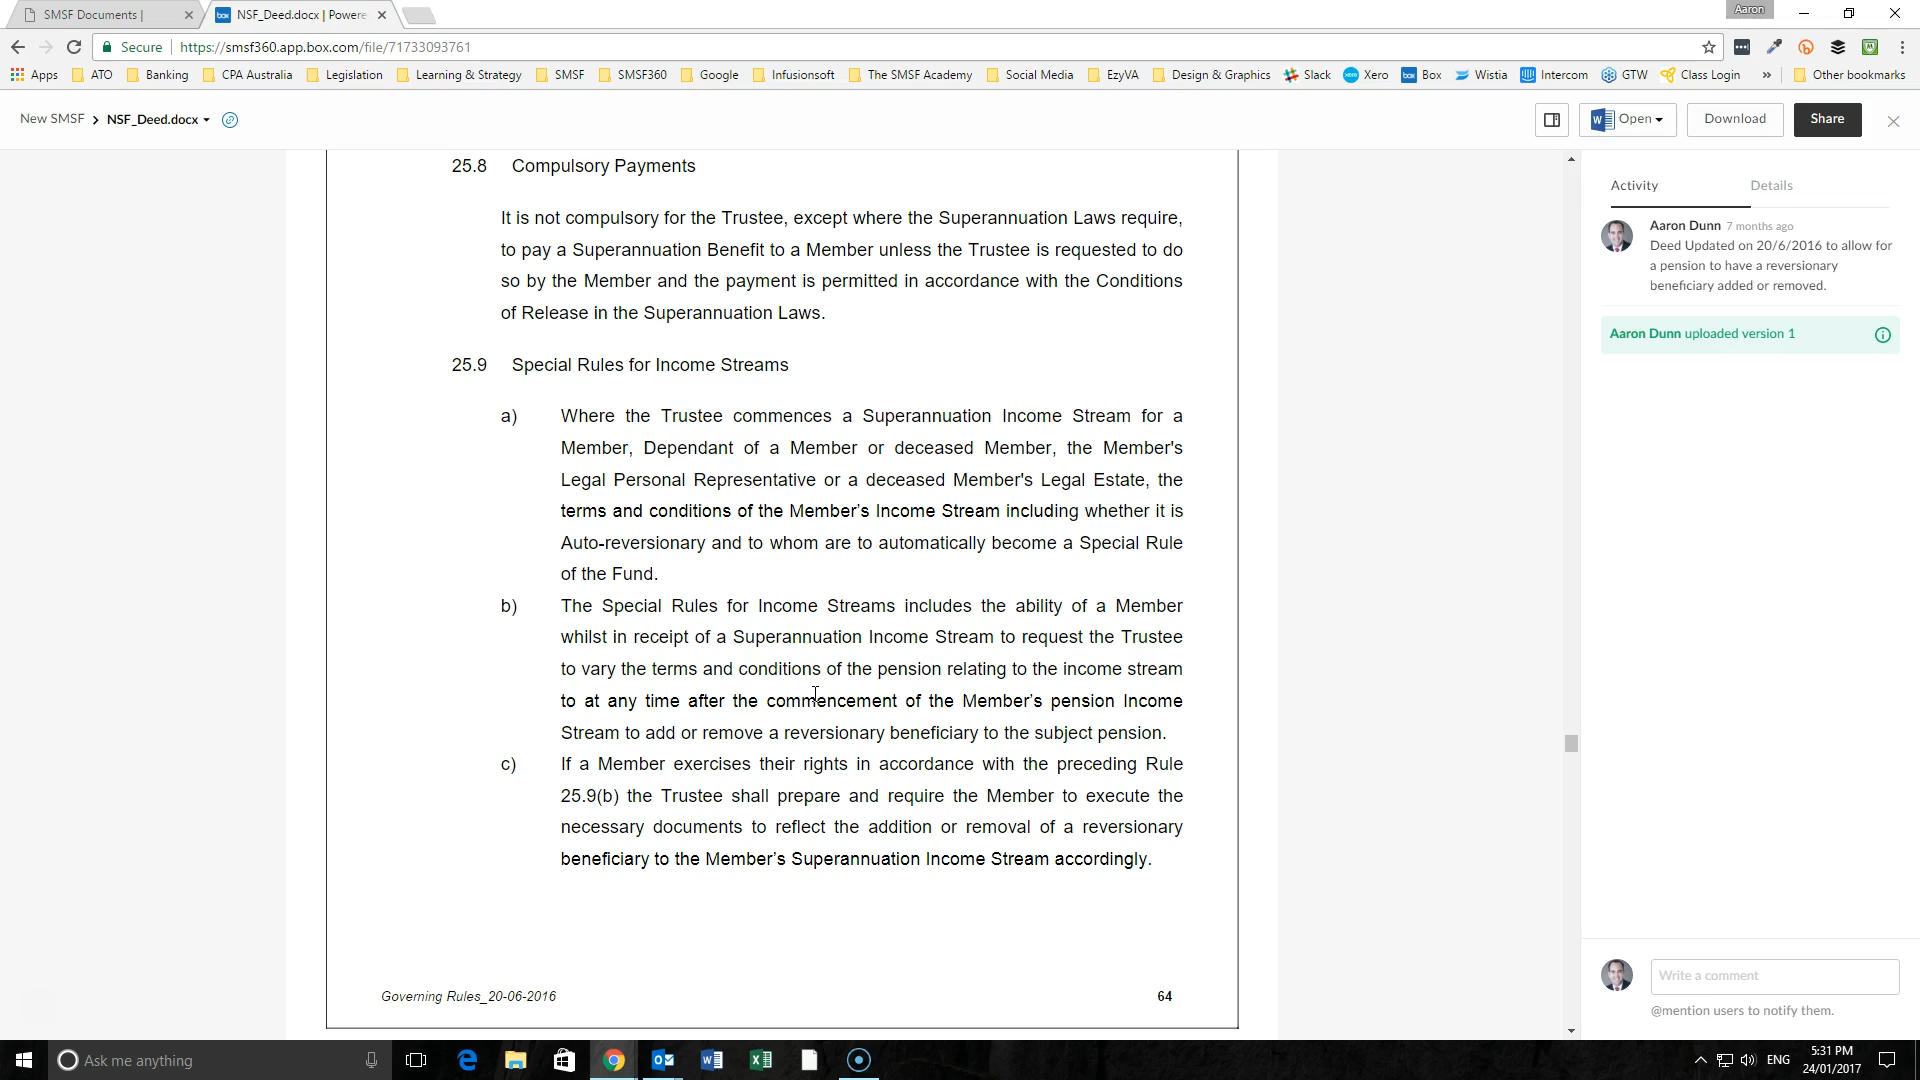 SMSF Documents |
NSF_Deed.docx | Powere
Aaron
Secure | https://smsf360.app.box.com/file/71733093761
Apps ATO Banking CPA Australia Legislation Learning & Strategy SMSF SMSF360 Google Infusionsoft The SMSF Academy Social Media EzyVA Design & Graphics Slack Xero Box Wistia Intercom GTW Class Login » Other bookmarks
New SMSF > NSF_Deed.docx
Open
Download
Share
25.8 Compulsory Payments
It is not compulsory for the Trustee, except where the Superannuation Laws require,
to pay a Superannuation Benefit to a Member unless the Trustee is requested to do
so by the Member and the payment is permitted in accordance with the Conditions
of Release in the Superannuation Laws.
25.9 Special Rules for Income Streams
a) Where the Trustee commences a Superannuation Income Stream for a
Member, Dependant of a Member or deceased Member, the Member's
Legal Personal Representative or a deceased Member's Legal Estate, the
terms and conditions of the Member's Income Stream including whether it is
Auto-reversionary and to whom are to automatically become a Special Rule
of the Fund.
b) The Special Rules for Income Streams includes the ability of a Member
whilst in receipt of a Superannuation Income Stream to request the Trustee
to vary the terms and conditions of the pension relating to the income stream
to at any time after the commencement of the Member's pension Income
Stream to add or remove a reversionary beneficiary to the subject pension.
c) If a Member exercises their rights in accordance with the preceding Rule
25.9(b) the Trustee shall prepare and require the Member to execute the
necessary documents to reflect the addition or removal of a reversionary
beneficiary to the Member's Superannuation Income Stream accordingly.
Governing Rules_20-06-2016 64
Activity Details
Aaron Dunn 7 months ago
Deed Updated on 20/6/2016 to allow for
a pension to have a reversionary
beneficiary added or removed.
Aaron Dunn uploaded version 1
Write a comment
@mention users to notify them.
Ask me anything
ENG
5:31 PM
24/01/2017